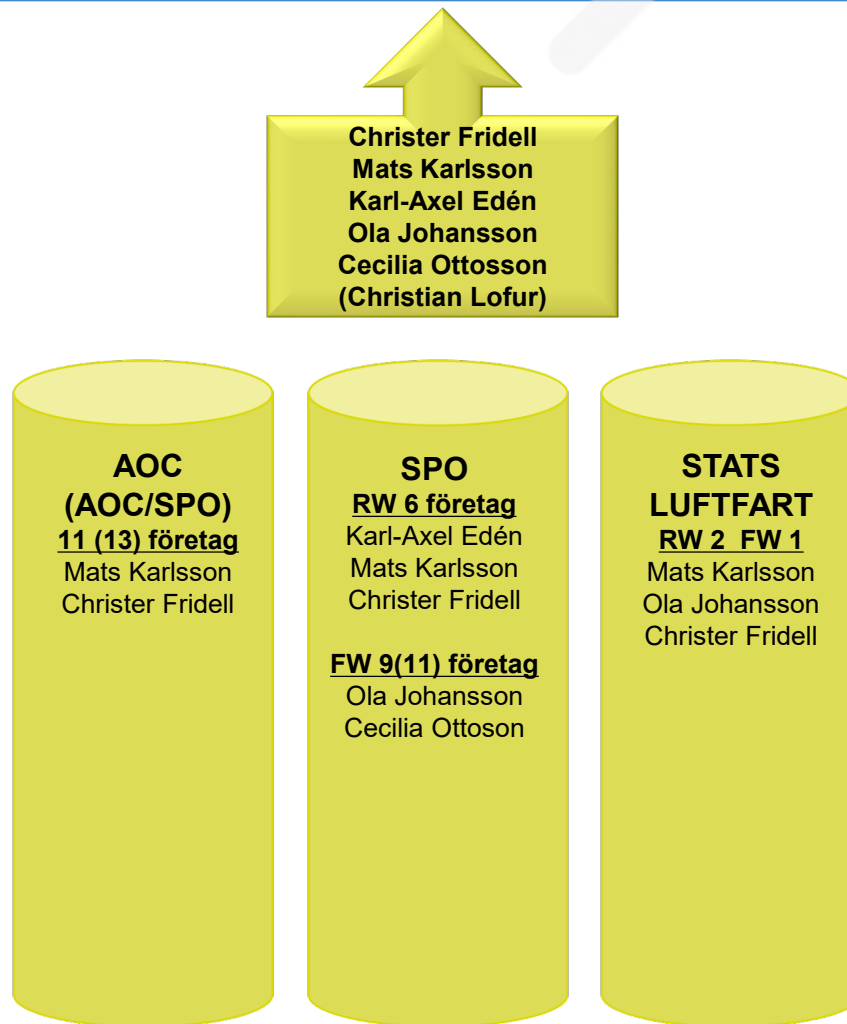 Christer Fridell
Mats Karlsson
Karl-Axel Edén
Ola Johansson
Cecilia Ottosson
(Christian Lofur)
AOC
(AOC/SPO)
11 (13) företag
Mats Karlsson
Christer Fridell
SPO
RW 6 företag
Karl-Axel Edén
Mats Karlsson
Christer Fridell
FW 9(11) företag
Ola Johansson
Cecilia Ottoson
STATS
LUFTFART
RW 2 FW 1
Mats Karlsson
Ola Johansson
Christer Fridell